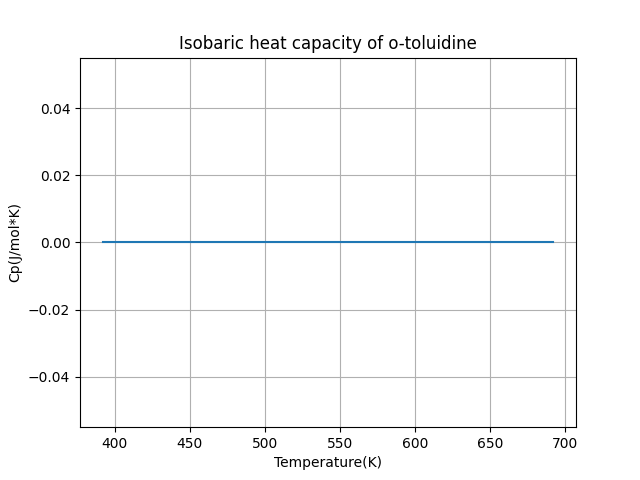 Isobaric heat capacity of o-toluidine
Cp(J/mol*K)
0.04
0.02
0.00
−0.02
−0.04
400 450 500 550 600 650 700
Temperature(K)